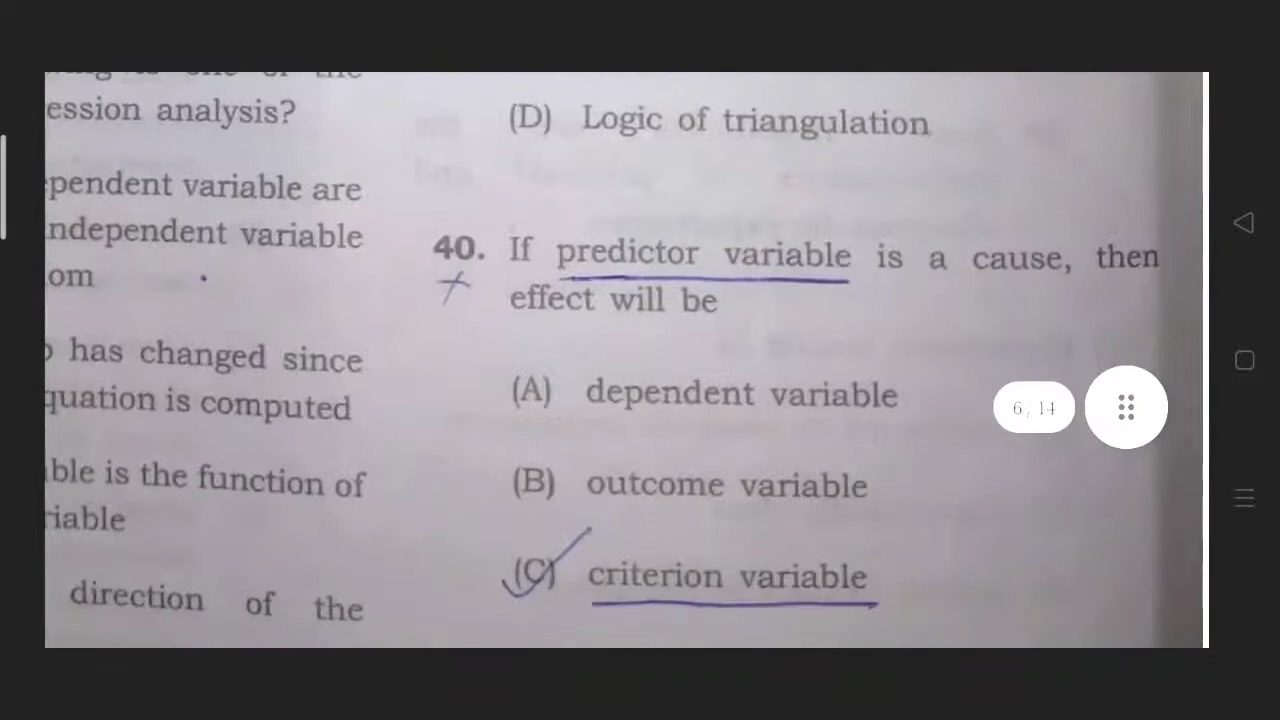 ession analysis?
pendent variable are
ndependent variable
om
has changed since
quation is computed
ble is the function of
riable
direction of the
(D) Logic of triangulation
40. If predictor variable is a cause, then
effect will be
(A) dependent variable
(B) outcome variable
(C) criterion variable
6 / 14